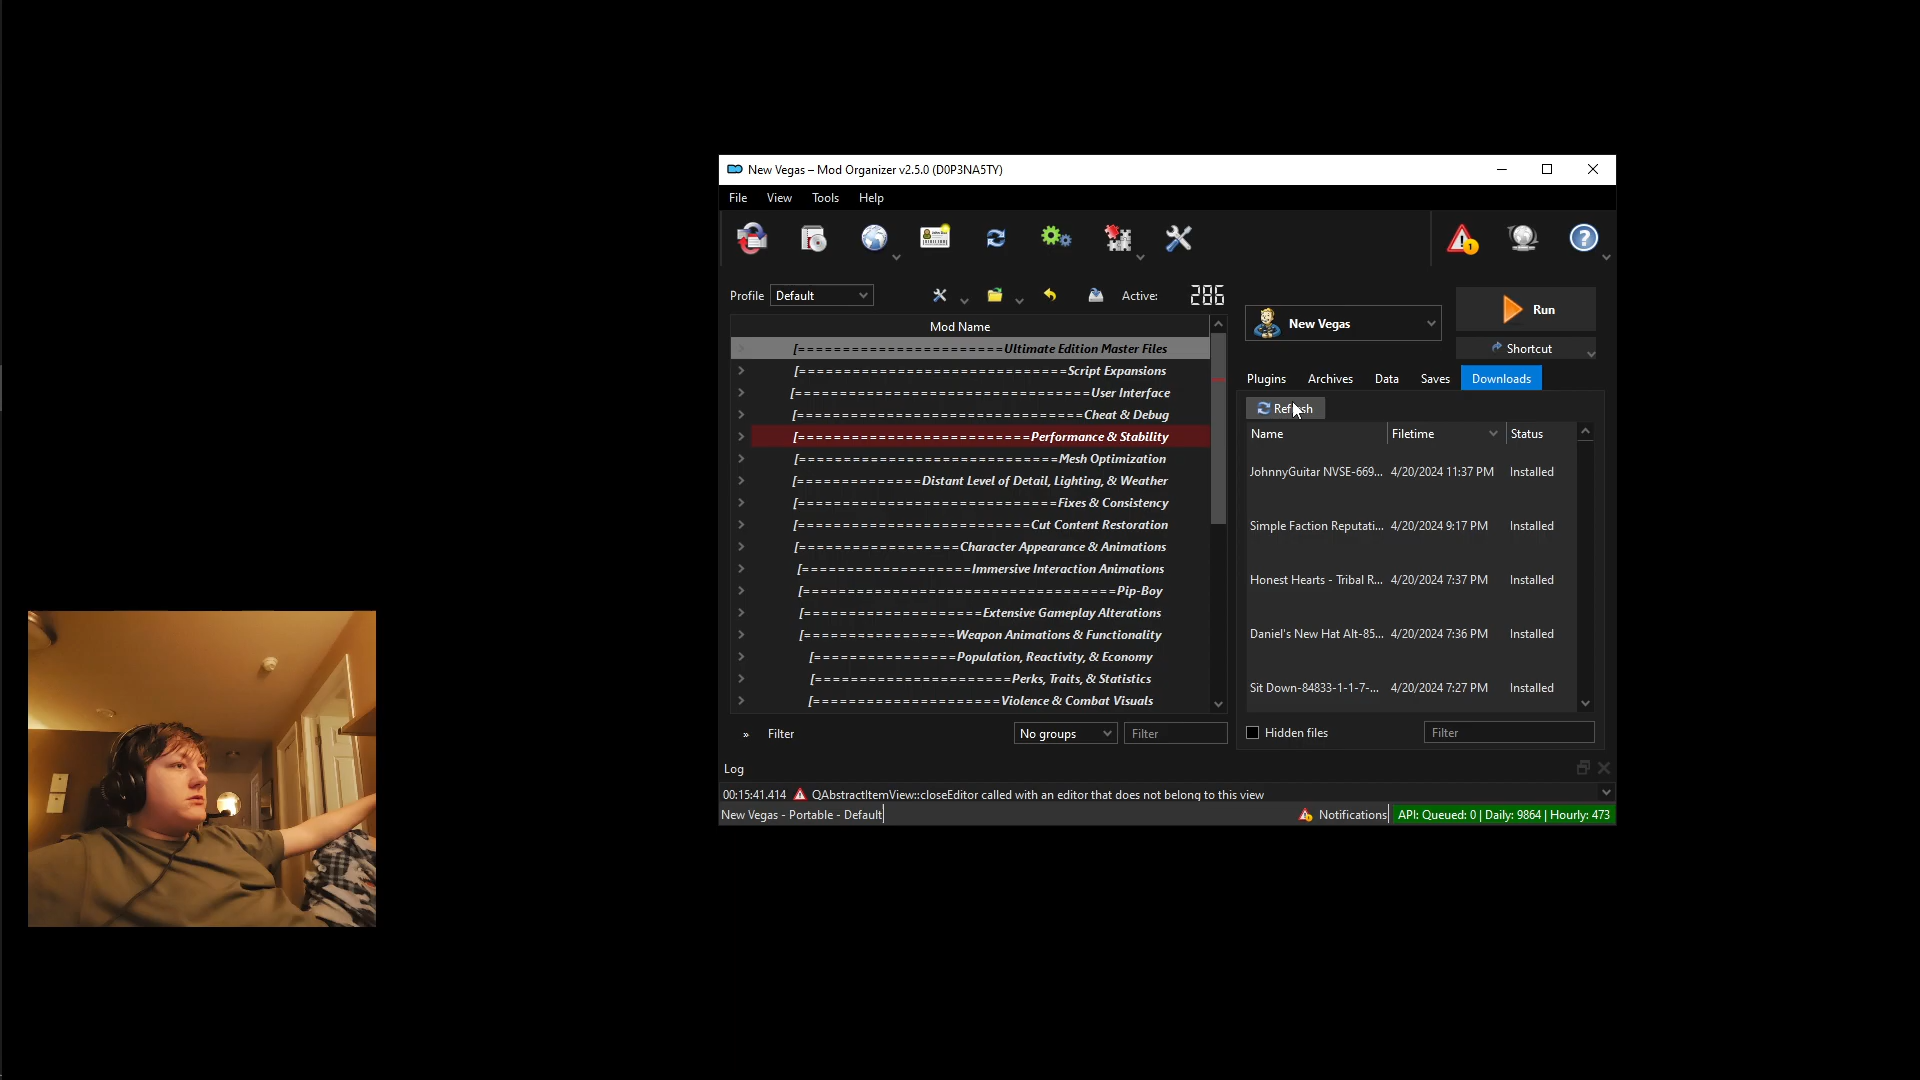 New Vegas – Mod Organizer v2.5.0 (D0P3NA5TY)
File View Tools Help
Profile Default Active: 286
Mod Name
[=======================Ultimate Edition Master Files
[==============================Script Expansions
[=================================User Interface
[================================Cheat & Debug
[==========================Performance & Stability
[=============================Mesh Optimization
[==============Distant Level of Detail, Lighting, & Weather
[=============================Fixes & Consistency
[==========================Cut Content Restoration
[==================Character Appearance & Animations
[===================Immersive Interaction Animations
[===================================Pip-Boy
[====================Extensive Gameplay Alterations
[=================Weapon Animations & Functionality
[================Population, Reactivity, & Economy
[======================Perks, Traits, & Statistics
[=====================Violence & Combat Visuals
» Filter No groups Filter
New Vegas
Run
Shortcut
Plugins Archives Data Saves Downloads
Name Filetime Status
JohnnyGuitar NVSE-669... 4/20/2024 11:37 PM Installed
Simple Faction Reputati... 4/20/2024 9:17 PM Installed
Honest Hearts - Tribal R... 4/20/2024 7:37 PM Installed
Daniel's New Hat Alt-85... 4/20/2024 7:36 PM Installed
Sit Down-84833-1-1-7-... 4/20/2024 7:27 PM Installed
Hidden files Filter
Log
00:15:41.414 QAbstractItemView::closeEditor called with an editor that does not belong to this view
New Vegas - Portable - Default Notifications API: Queued: 0 | Daily: 9864 | Hourly: 473